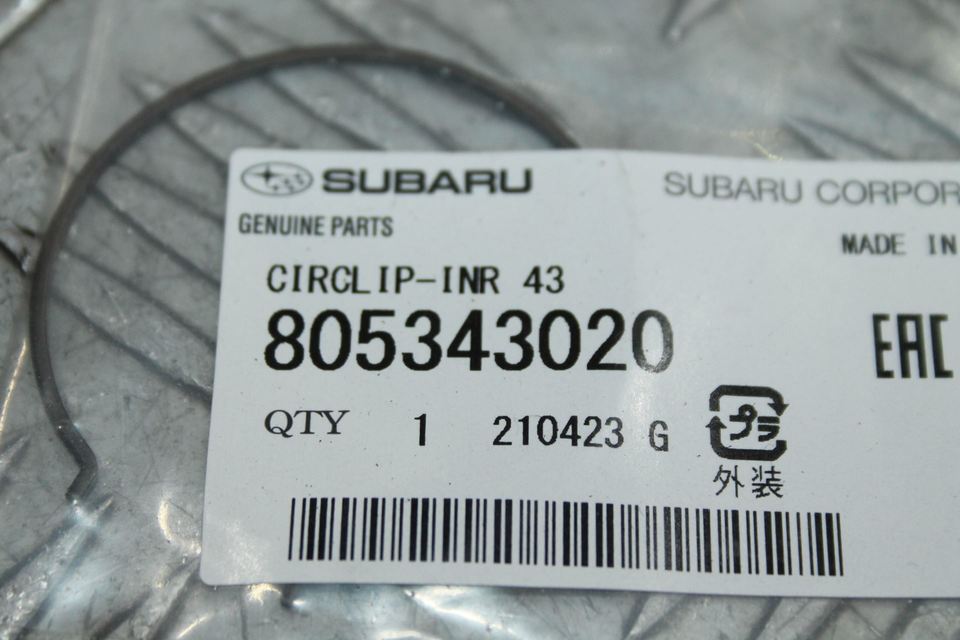 SUBARU
SUBARU CORPOR
GENUINE PARTS
MADE IN
CIRCLIP-INR 43
805343020
EAC
QTY 1 210423 G
プラ
外装